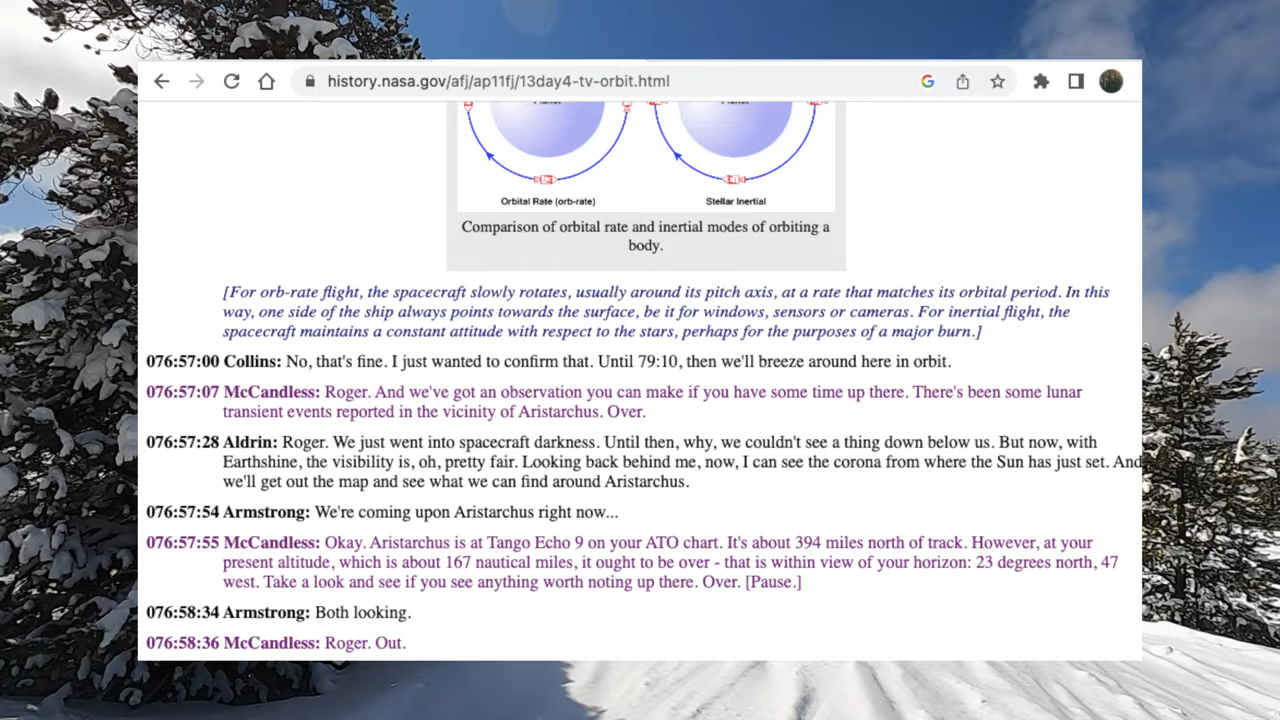 history.nasa.gov/afj/ap11fj/13day4-tv-orbit.html
Orbital Rate (orb-rate)
Stellar Inertial
Comparison of orbital rate and inertial modes of orbiting a
body.
[For orb-rate flight, the spacecraft slowly rotates, usually around its pitch axis, at a rate that matches its orbital period. In this
way, one side of the ship always points towards the surface, be it for windows, sensors or cameras. For inertial flight, the
spacecraft maintains a constant attitude with respect to the stars, perhaps for the purposes of a major burn.]
076:57:00 Collins: No, that's fine. I just wanted to confirm that. Until 79:10, then we'll breeze around here in orbit.
076:57:07 McCandless: Roger. And we've got an observation you can make if you have some time up there. There's been some lunar
transient events reported in the vicinity of Aristarchus. Over.
076:57:28 Aldrin: Roger. We just went into spacecraft darkness. Until then, why, we couldn't see a thing down below us. But now, with
Earthshine, the visibility is, oh, pretty fair. Looking back behind me, now, I can see the corona from where the Sun has just set. And
we'll get out the map and see what we can find around Aristarchus.
076:57:54 Armstrong: We're coming upon Aristarchus right now...
076:57:55 McCandless: Okay. Aristarchus is at Tango Echo 9 on your ATO chart. It's about 394 miles north of track. However, at your
present altitude, which is about 167 nautical miles, it ought to be over - that is within view of your horizon: 23 degrees north, 47
west. Take a look and see if you see anything worth noting up there. Over. [Pause.]
076:58:34 Armstrong: Both looking.
076:58:36 McCandless: Roger. Out.